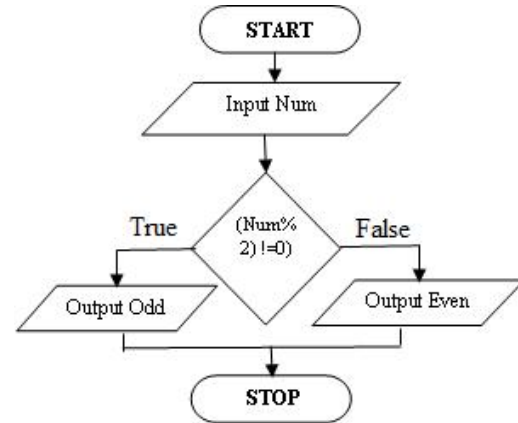 START
Input Num
(Num%
2) !=0)
True
False
Output Odd
Output Even
STOP